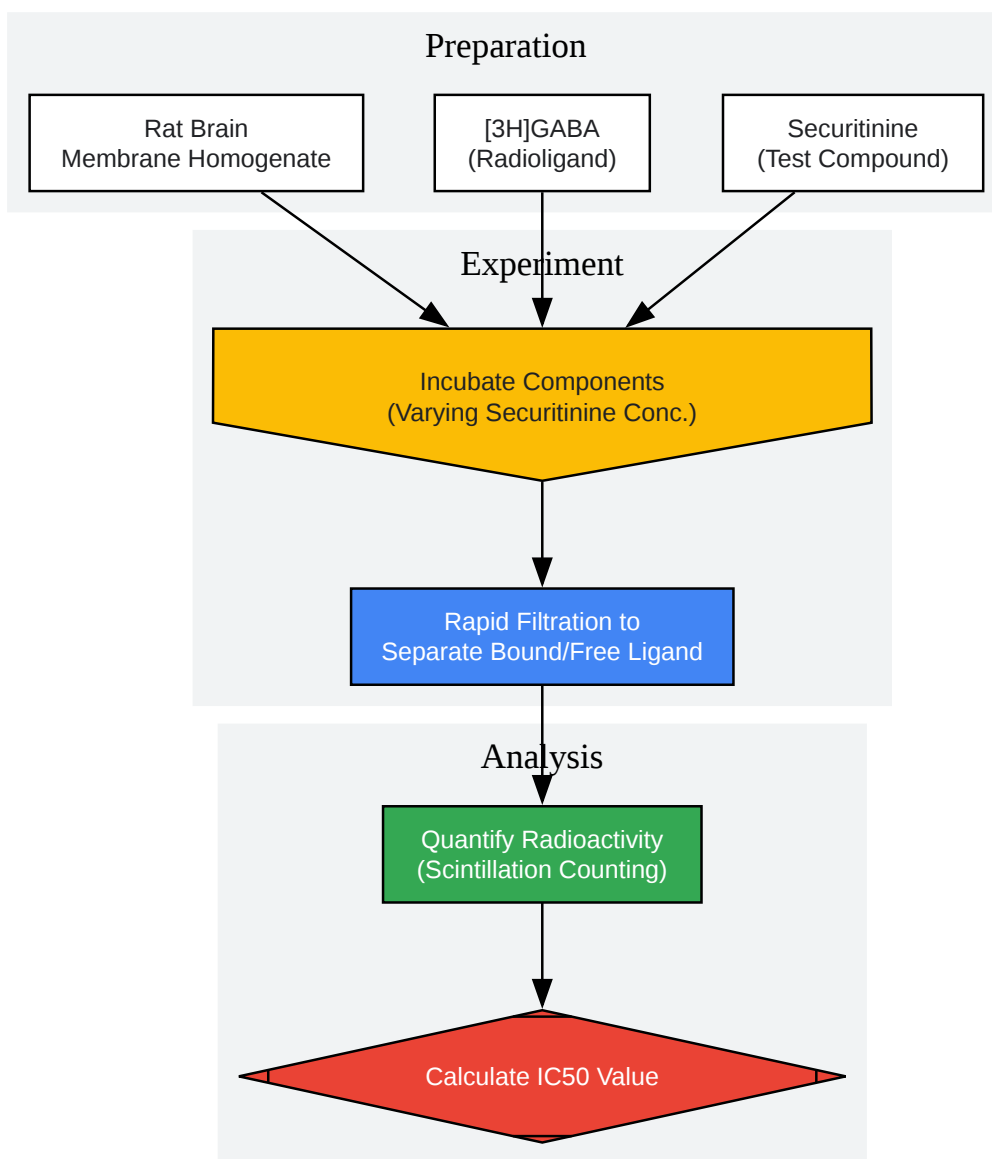 Preparation
Rat Brain
Membrane Homogenate
[3H]GABA
(Radioligand)
Securitinine
(Test Compound)
Experiment
Incubate Components
(Varying Securitinine Conc.)
Rapid Filtration to
Separate Bound/Free Ligand
Analysis
Quantify Radioactivity
(Scintillation Counting)
Calculate IC50 Value